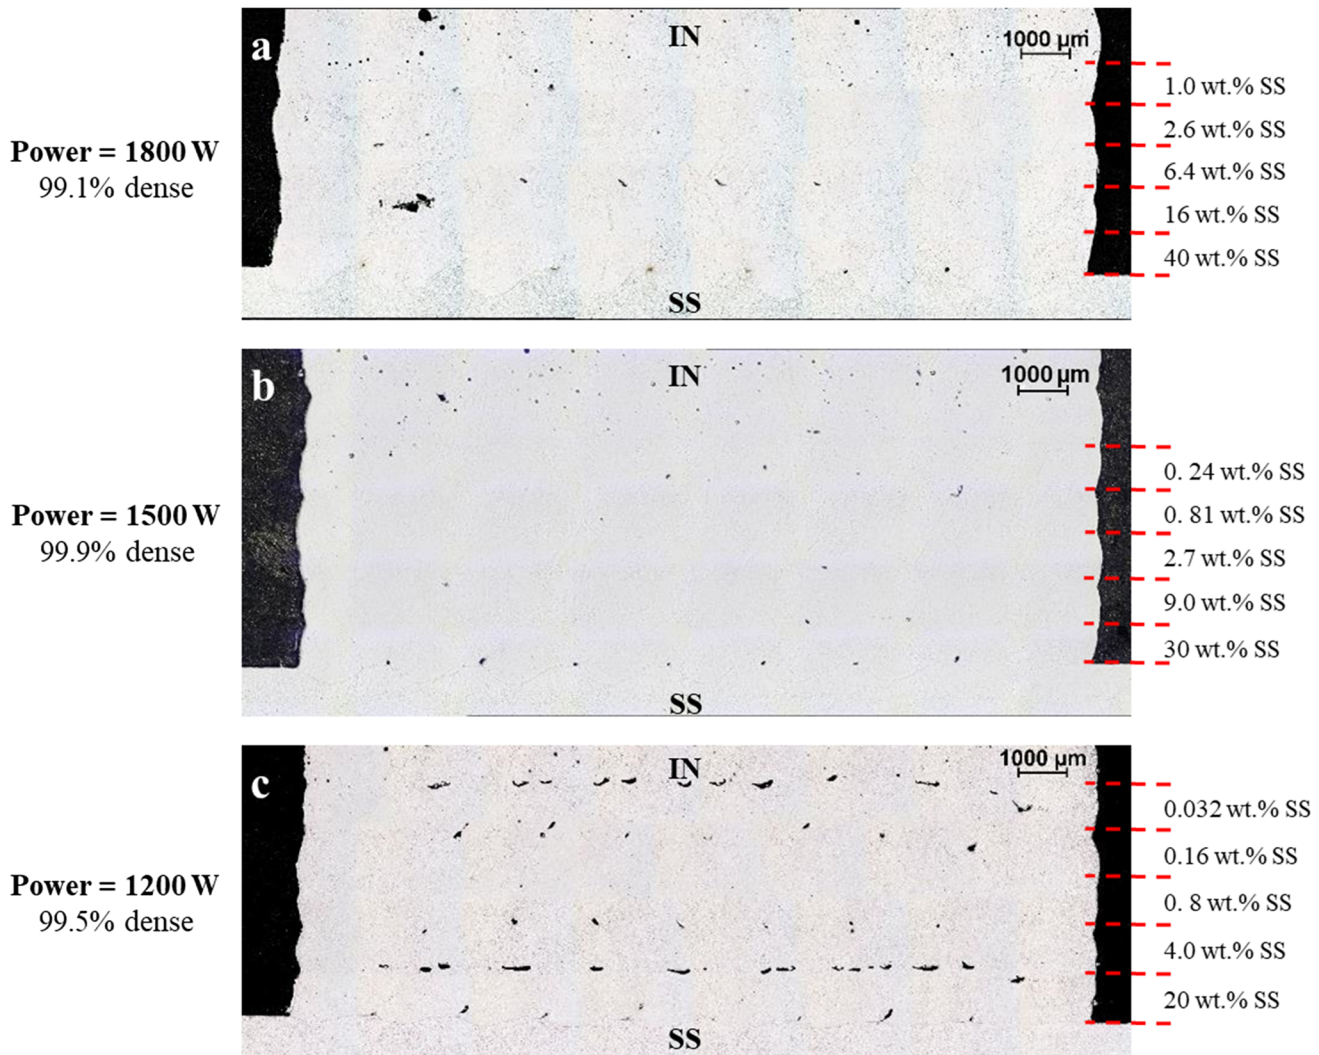 a
IN
1000 µm
1.0 wt.% SS
2.6 wt.% SS
Power = 1800 W
99.1% dense
6.4 wt.% SS
16 wt.% SS
40 wt.% SS
SS
b
IN
1000 µm
0. 24 wt.% SS
Power = 1500 W
99.9% dense
0. 81 wt.% SS
2.7 wt.% SS
9.0 wt.% SS
30 wt.% SS
SS
c
IN
1000 µm
0.032 wt.% SS
0.16 wt.% SS
Power = 1200 W
99.5% dense
0. 8 wt.% SS
4.0 wt.% SS
20 wt.% SS
SS